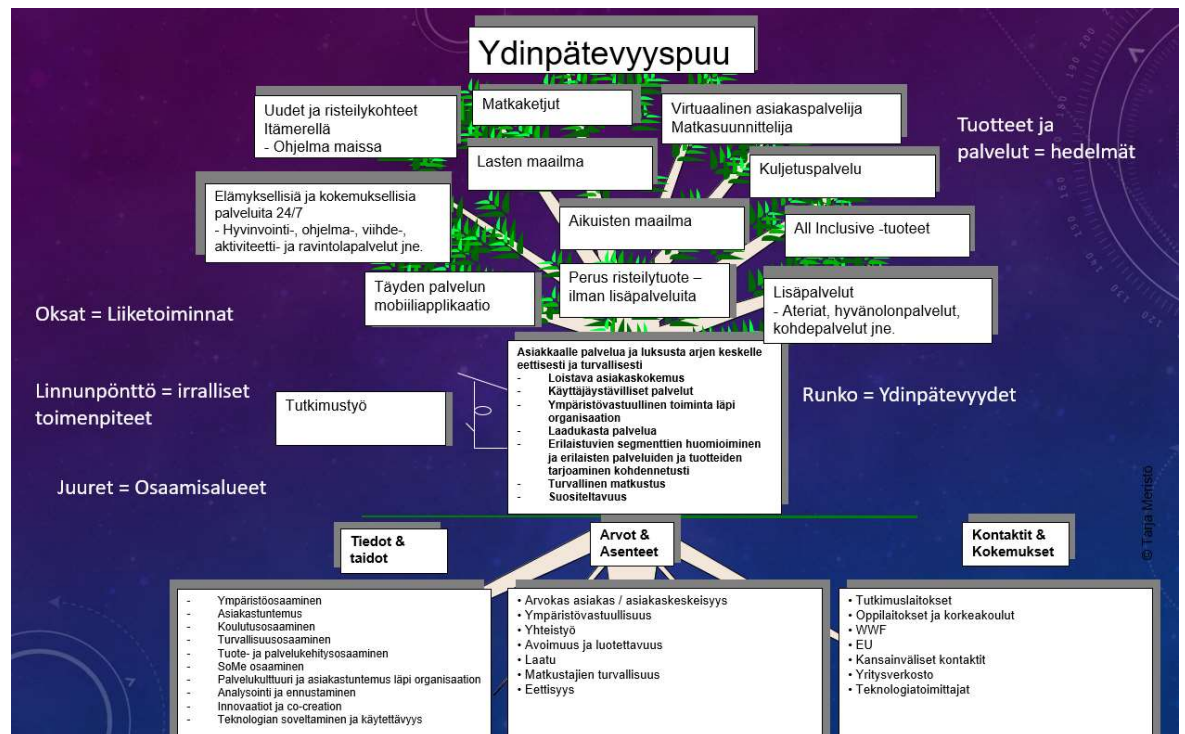 Ydinpätevyyspuu
Uudet ja risteilykohteet
Itämerellä
- Ohjelma maissa
Matkaketjut
Virtuaalinen asiakaspalvelija
Matkasuunnittelija
Tuotteet ja
palvelut = hedelmät
Lasten maailma
Kuljetuspalvelu
Elämyksellisiä ja kokemuksellisia
palveluita 24/7
- Hyvinvointi-, ohjelma-, viihde-,
aktiviteetti- ja ravintolapalvelut jne.
Aikuisten maailma
All Inclusive -tuoteet
Täyden palvelun
mobiiliapplikaatio
Perus risteilytuote –
ilman lisäpalveluita
Lisäpalvelut
- Ateriat, hyvänolonpalvelut,
kohdepalvelut jne.
Oksat = Liiketoiminnat
Asiakkaalle palvelua ja luksusta arjen keskelle
eettisesti ja turvallisesti
- Loistava asiakaskokemus
- Käyttäjäystävilliset palvelut
- Ympäristövastuullinen toiminta läpi
organisaation
- Laadukasta palvelua
- Erilaistuvien segmenttien huomioiminen
ja erilaisten palveluiden ja tuotteiden
tarjoaminen kohdennetusti
- Turvallinen matkustus
- Suositeltavuus
Linnunpönttö = irralliset
toimenpiteet
Tutkimustyö
Runko = Ydinpätevyydet
Juuret = Osaamisalueet
© Tarja Meristö
Tiedot &
taidot
Arvot &
Asenteet
Kontaktit &
Kokemukset
- Ympäristöosaaminen
- Asiakastuntemus
- Koulutusosaaminen
- Turvallisuusosaaminen
- Tuote- ja palvelukehitysosaaminen
- SoMe osaaminen
- Palvelukulttuuri ja asiakastuntemus läpi organisaation
- Analysointi ja ennustaminen
- Innovaatiot ja co-creation
- Teknologian soveltaminen ja käytettävyys
• Arvokas asiakas / asiakaskeskeisyys
• Ympäristövastuullisuus
• Yhteistyö
• Avoimuus ja luotettavuus
• Laatu
• Matkustajien turvallisuus
• Eettisyys
• Tutkimuslaitokset
• Oppilaitokset ja korkeakoulut
• WWF
• EU
• Kansainväliset kontaktit
• Yritysverkosto
• Teknologiatoimittajat